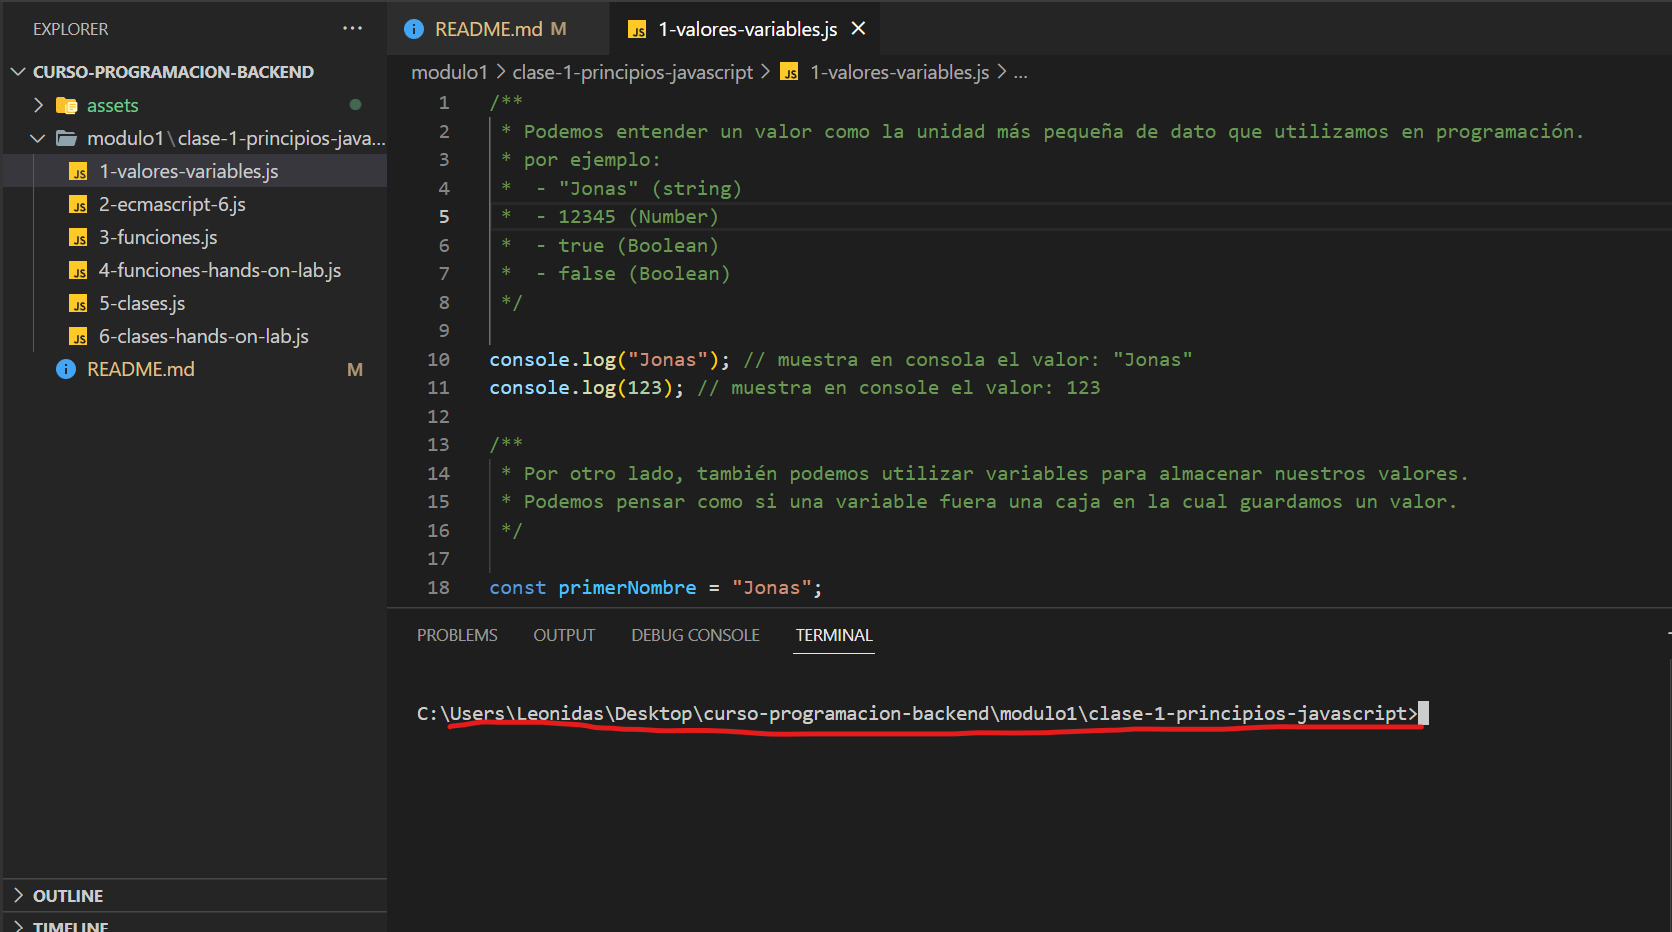 EXPLORER
···
CURSO-PROGRAMACION-BACKEND
assets
modulo1\clase-1-principios-java...
1-valores-variables.js
2-ecmascript-6.js
3-funciones.js
4-funciones-hands-on-lab.js
5-clases.js
6-clases-hands-on-lab.js
README.md M
OUTLINE
TIMELINE
README.md M
1-valores-variables.js
modulo1 > clase-1-principios-javascript > JS 1-valores-variables.js > ...
1 /**
2 * Podemos entender un valor como la unidad más pequeña de dato que utilizamos en programación.
3 * por ejemplo:
4 *  - "Jonas" (string)
5 *  - 12345 (Number)
6 *  - true (Boolean)
7 *  - false (Boolean)
8 */
9
10 console.log("Jonas"); // muestra en consola el valor: "Jonas"
11 console.log(123); // muestra en console el valor: 123
12
13 /**
14 * Por otro lado, también podemos utilizar variables para almacenar nuestros valores.
15 * Podemos pensar como si una variable fuera una caja en la cual guardamos un valor.
16 */
17
18 const primerNombre = "Jonas";
PROBLEMS OUTPUT DEBUG CONSOLE TERMINAL
C:\Users\Leonidas\Desktop\curso-programacion-backend\modulo1\clase-1-principios-javascript>